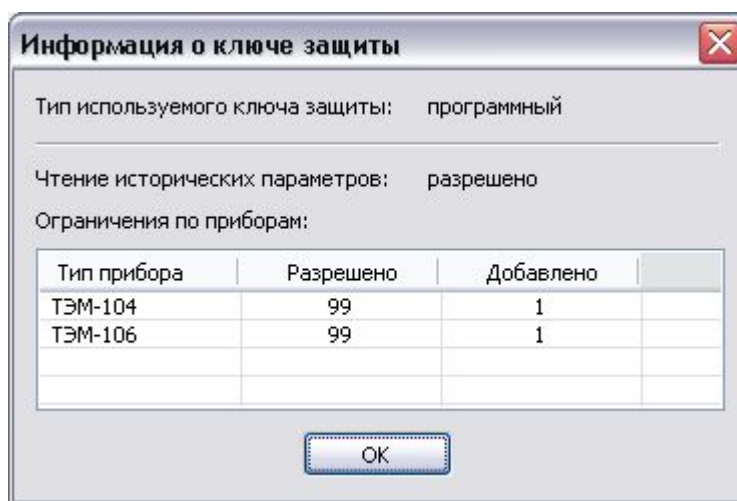 Информация о ключе защиты
Тип используемого ключа защиты: программный
Чтение исторических параметров: разрешено
Ограничения по приборам:
Тип прибора Разрешено Добавлено
ТЭМ-104 99 1
ТЭМ-106 99 1
OK